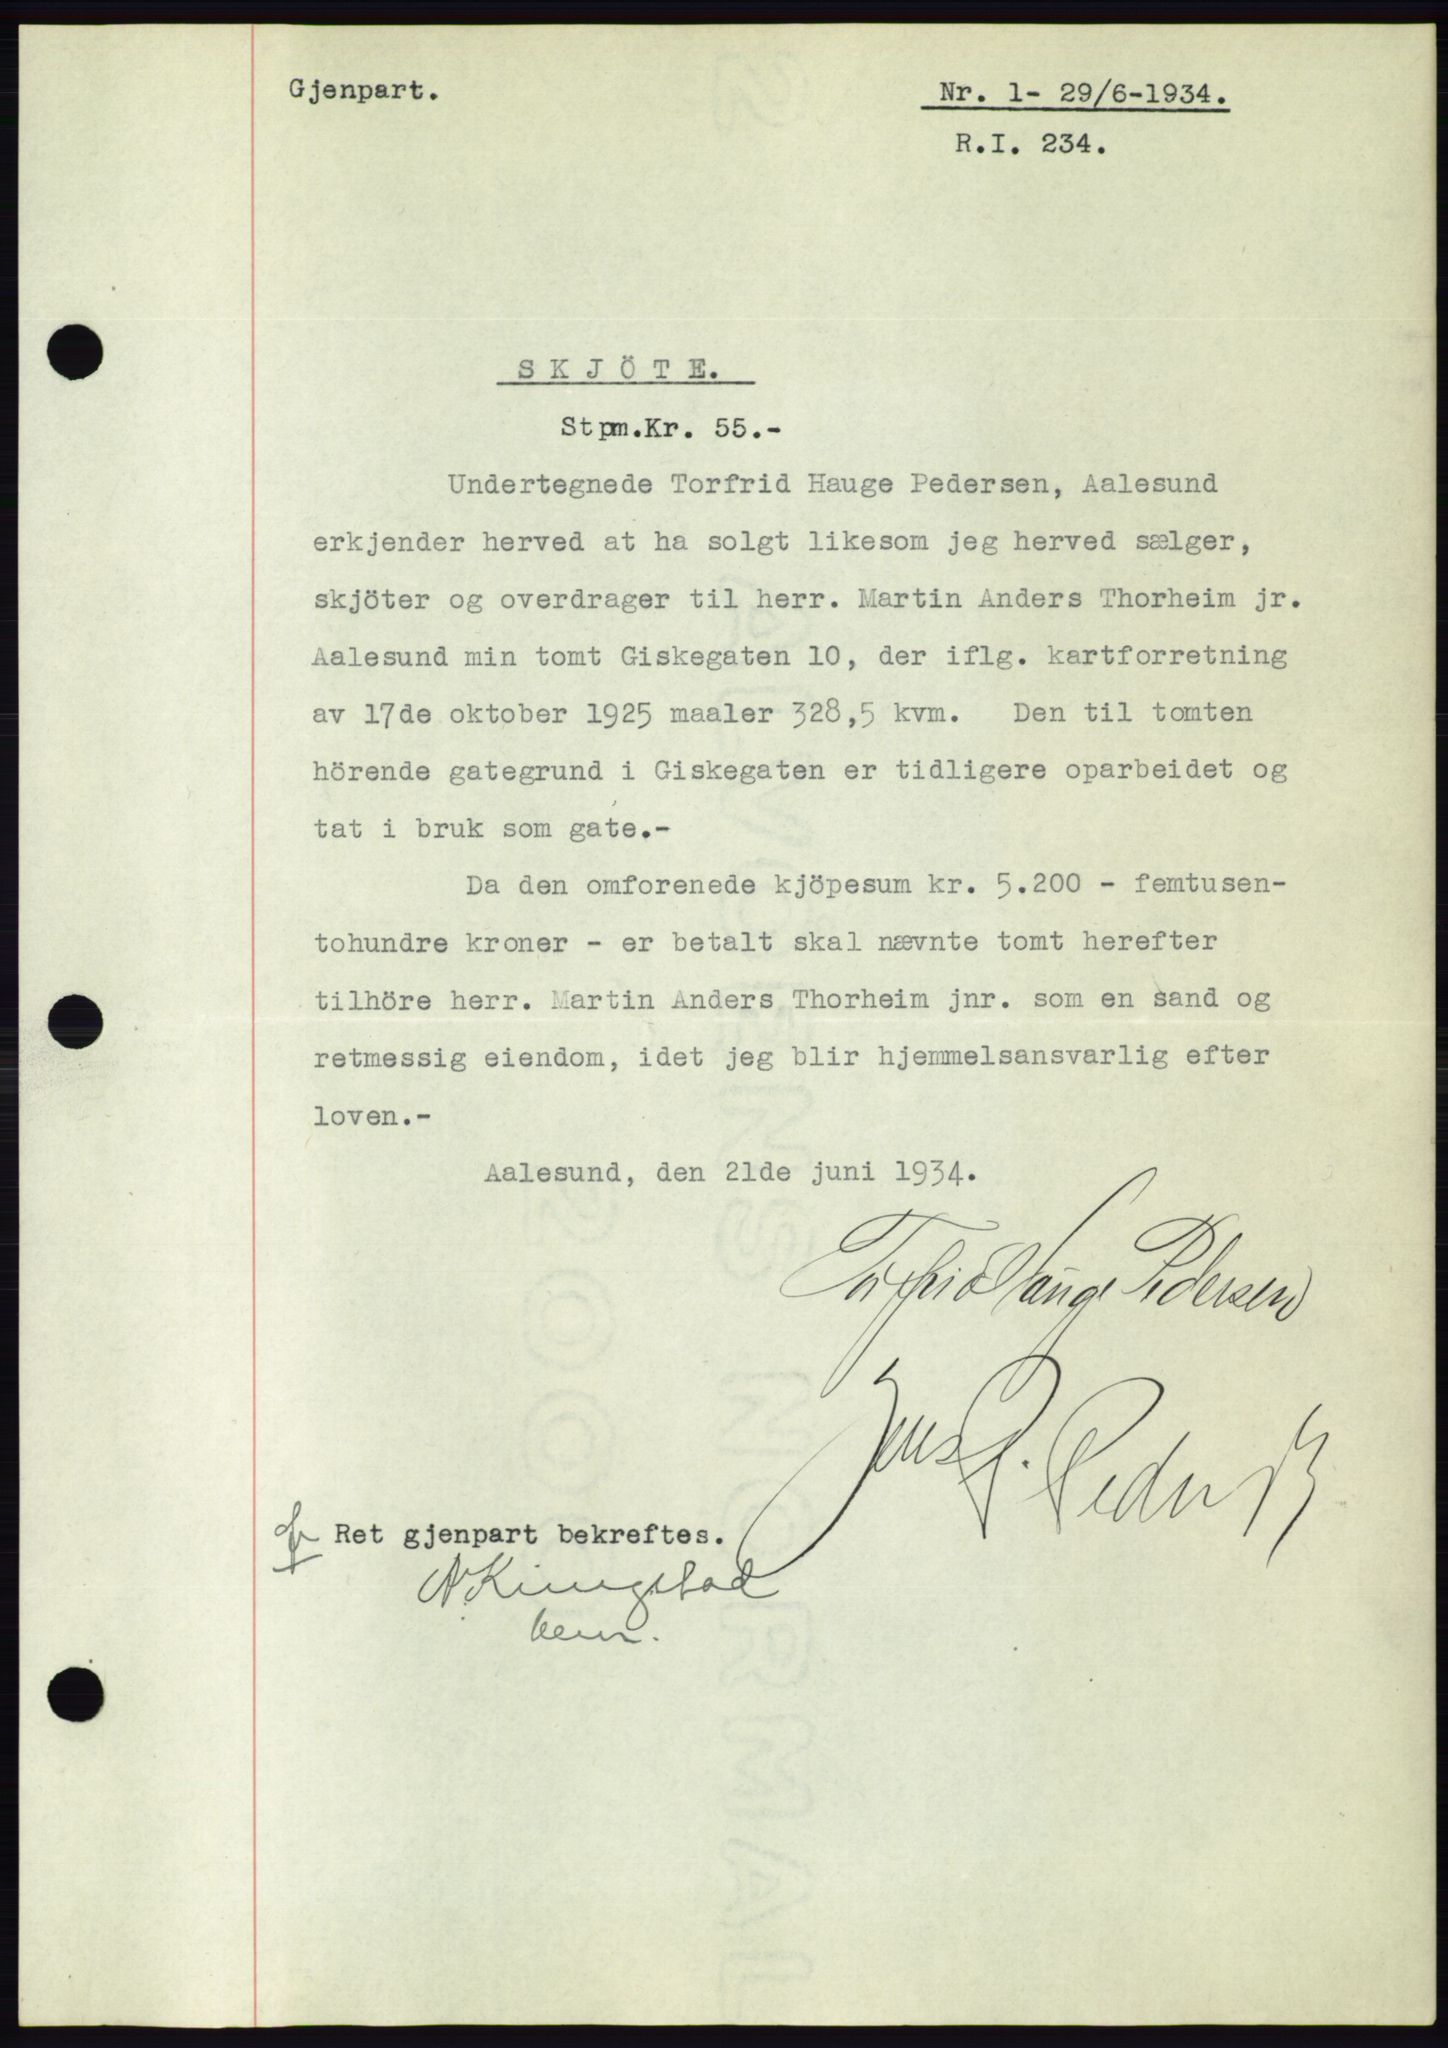 Gjenpart.
Nr. 1- 29/6-1934.
R.I. 234.
S K J Ö T E.
Stpm.Kr. 55.-
Undertegnede Torfrid Hauge Pedersen, Aalesund
erkjender herved at ha solgt likesom jeg herved sælger,
skjöter og overdrager til herr. Martin Anders Thorheim jr.
Aalesund min tomt Giskegaten 10, der iflg. kartforretning
av 17de oktober 1925 maaler 328,5 kvm. Den til tomten
hörende gategrund i Giskegaten er tidligere oparbeidet og
tat i bruk som gate.-
Da den omforenede kjöpesum kr. 5.200 - femtusen-
tohundre kroner - er betalt skal nævnte tomt herefter
tilhöre herr. Martin Anders Thorheim jnr. som en sand og
retmessig eiendom, idet jeg blir hjemmelsansvarlig efter
loven.-
Aalesund, den 21de juni 1934.
Torfrid Hauge Pedersen
Jens P. Peder
Ret gjenpart bekreftes.